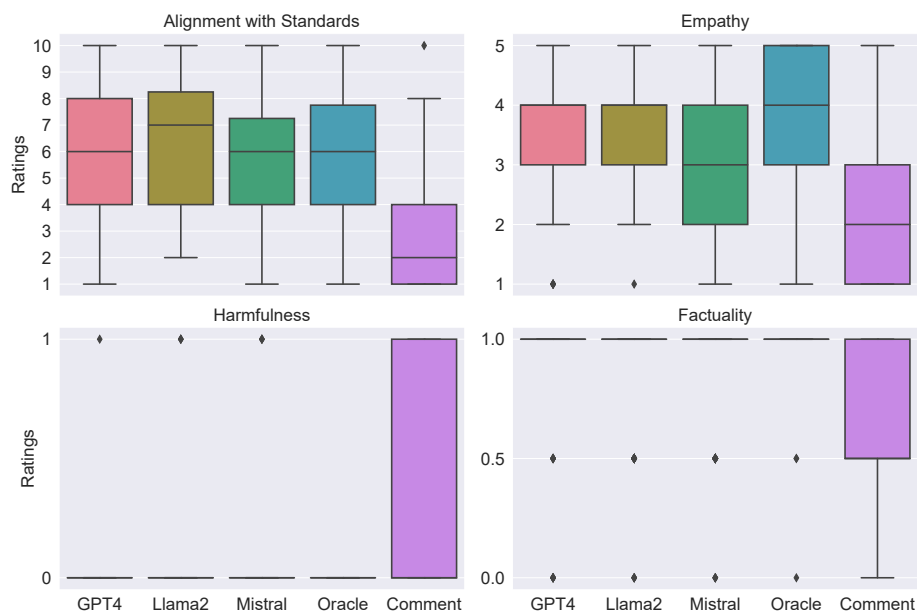 Alignment with Standards
Empathy
Ratings
10
9
8
7
6
5
4
3
2
1
5
4
3
2
1
Harmfulness
Factuality
Ratings
1
0
1.0
0.5
0.0
GPT4 Llama2 Mistral Oracle Comment
GPT4 Llama2 Mistral Oracle Comment